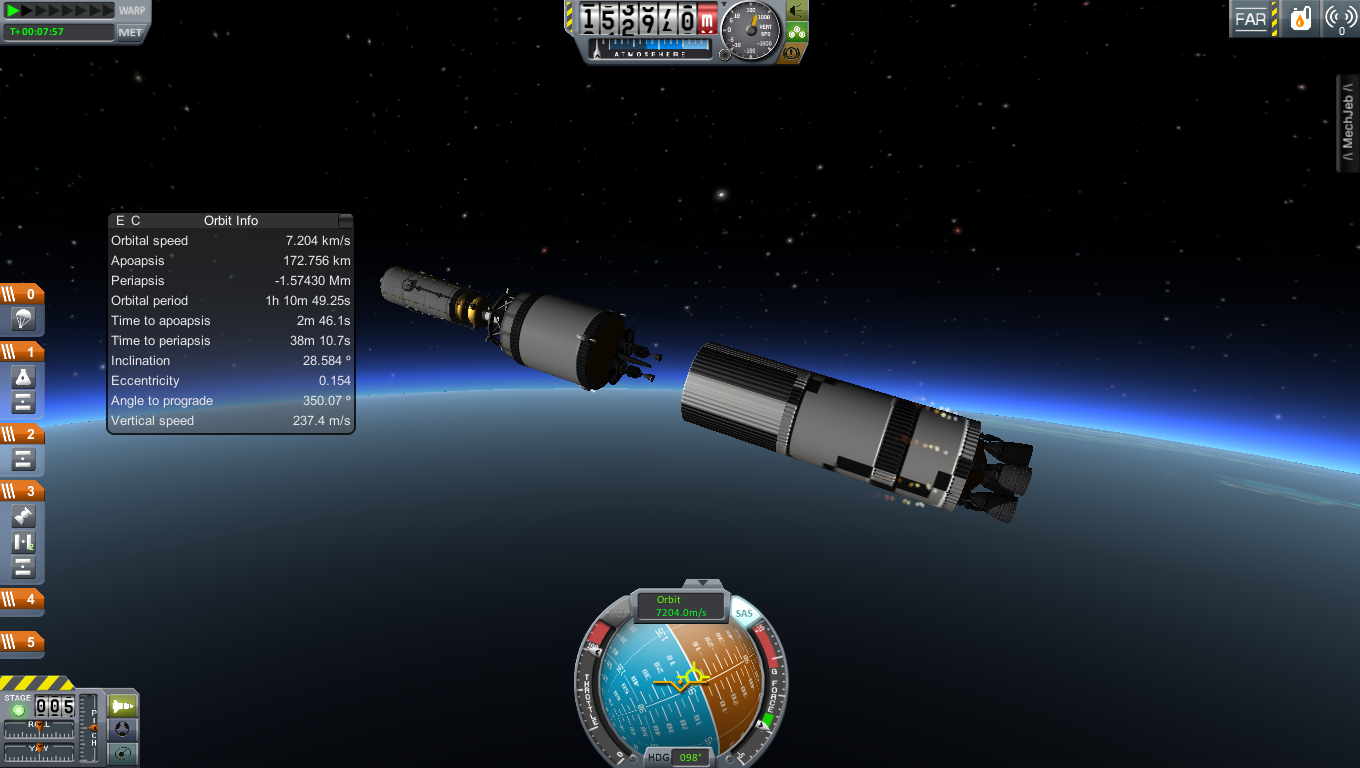 WARP
T+00:07:57
MET
ATMOSPHERE
FAR
0
/\ MechJeb /\
E C Orbit Info
Orbital speed 7.204 km/s
Apoapsis 172.756 km
Periapsis -1.57430 Mm
Orbital period 1h 10m 49.25s
Time to apoapsis 2m 46.1s
Time to periapsis 38m 10.7s
Inclination 28.584 °
Eccentricity 0.154
Angle to prograde 350.07 °
Vertical speed 237.4 m/s
0
1
2
3
4
5
STAGE
005
ROLL
YAW
PITCH
Orbit
7204.0m/s
SAS
THROTTLE
G FORCE
HDG 098°